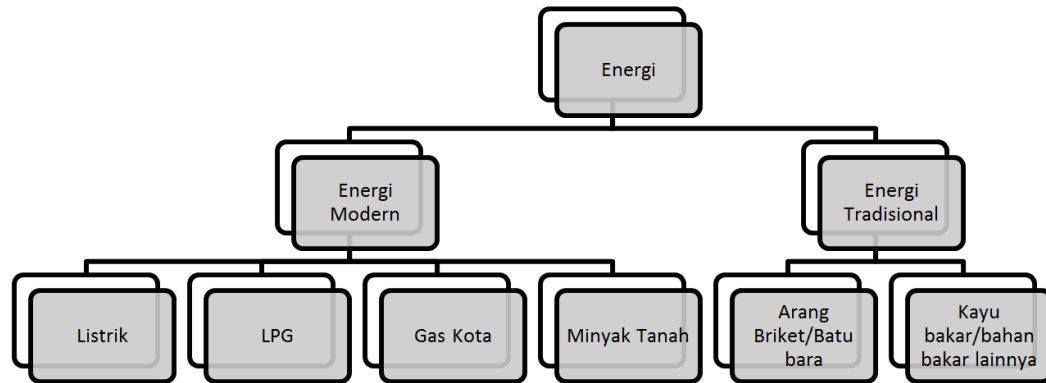 Energi
Energi
Modern
Energi
Tradisional
Listrik
LPG
Gas Kota
Minyak Tanah
Arang
Briket/Batu
bara
Kayu
bakar/bahan
bakar lainnya